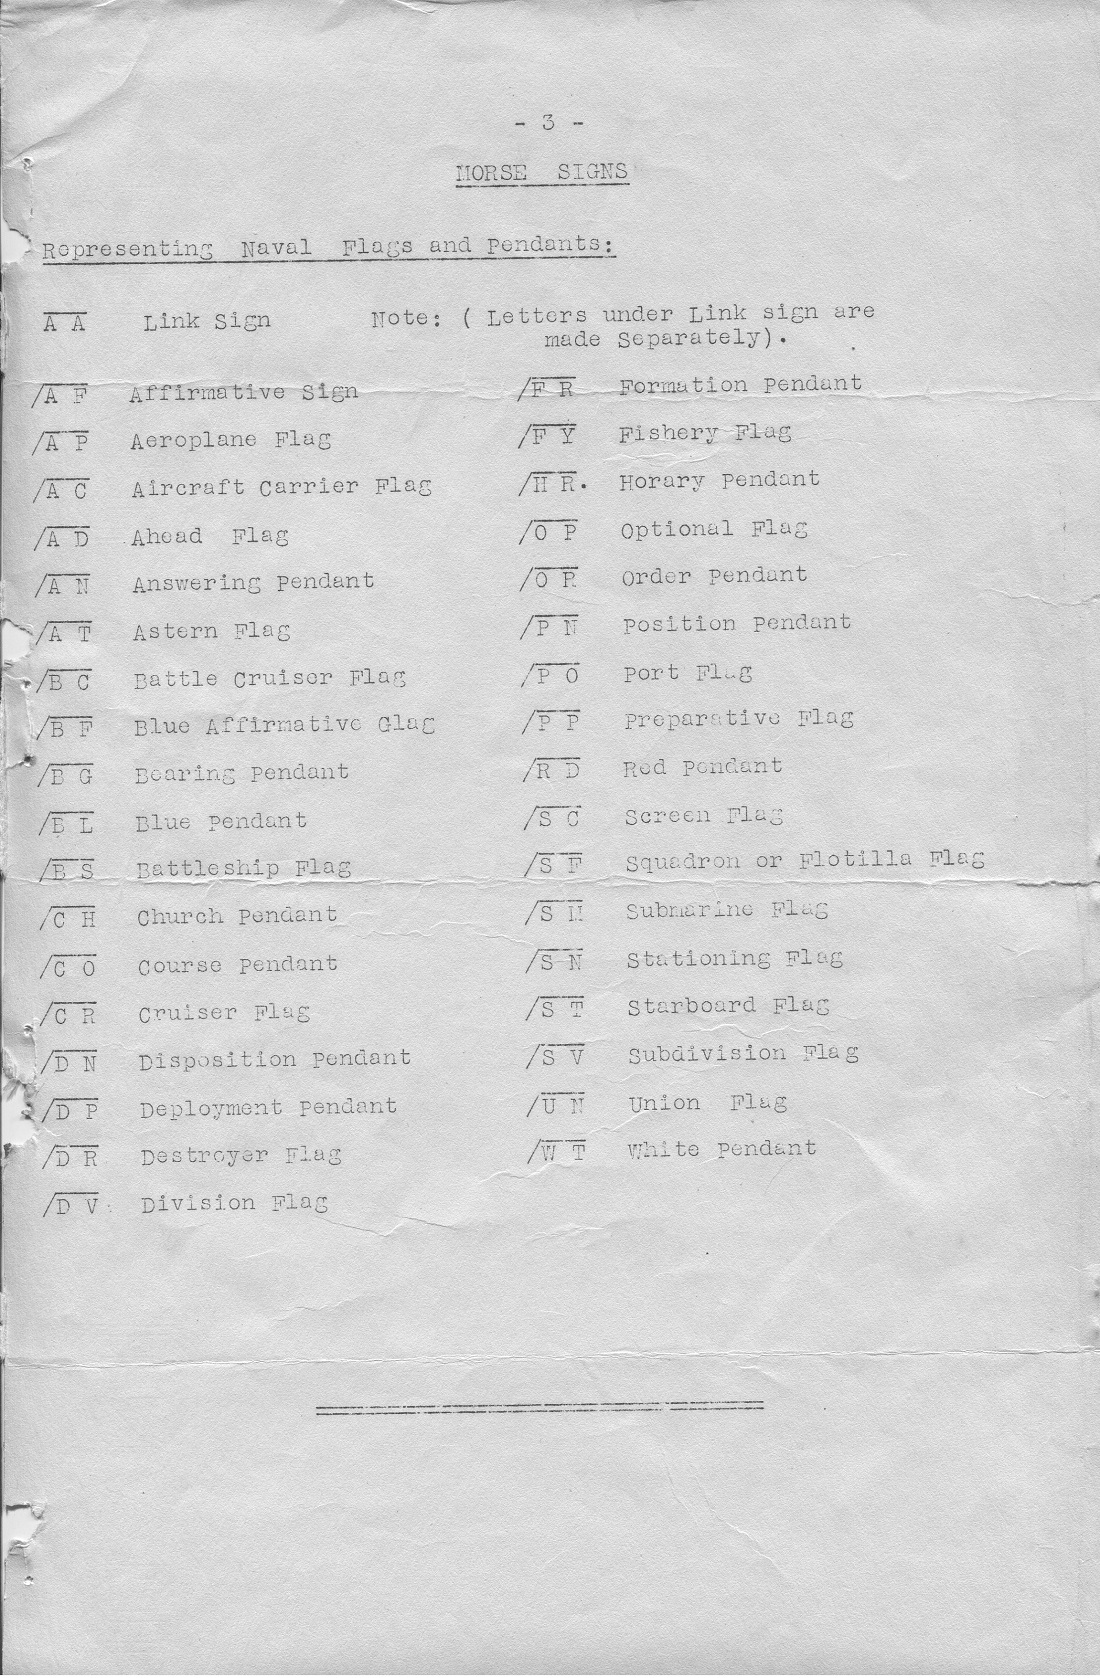 - 3 -
MORSE SIGNS
Representing Naval Flags and Pendants:
A A Link Sign Note: ( Letters under Link sign are
made Separately).
/A F Affirmative Sign
/A P Aeroplane Flag
/A C Aircraft Carrier Flag
/A D Ahead Flag
/A N Answering Pendant
/A T Astern Flag
/B C Battle Cruiser Flag
/B F Blue Affirmative Glag
/B G Bearing Pendant
/B L Blue Pendant
/B S Battleship Flag
/C H Church Pendant
/C O Course Pendant
/C R Cruiser Flag
/D N Disposition Pendant
/D P Deployment Pendant
/D R Destroyer Flag
/D V Division Flag
/F R Formation Pendant
/F Y Fishery Flag
/H R. Horary Pendant
/O P Optional Flag
/O R Order Pendant
/P N Position Pendant
/P O Port Flag
/P P Preparative Flag
/R D Red Pendant
/S C Screen Flag
/S F Squadron or Flotilla Flag
/S M Submarine Flag
/S N Stationing Flag
/S T Starboard Flag
/S V Subdivision Flag
/U N Union Flag
/W T White Pendant